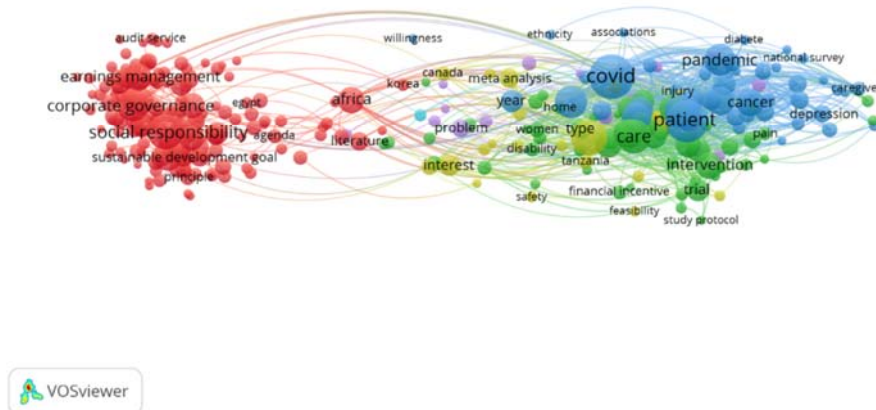 audit service
willingness
ethnicity
associations
diabete
earnings management
canada
meta analysis
covid
pandemic
national survey
korea
corporate governance
egypt
africa
year
home
injury
cancer
caregive
social responsibility
agenda
literature
problem
women
type
care
patient
depression
pain
sustainable development goal
disability
tanzania
intervention
principle
interest
safety
financial incentive
trial
feasibility
study protocol
VOSviewer